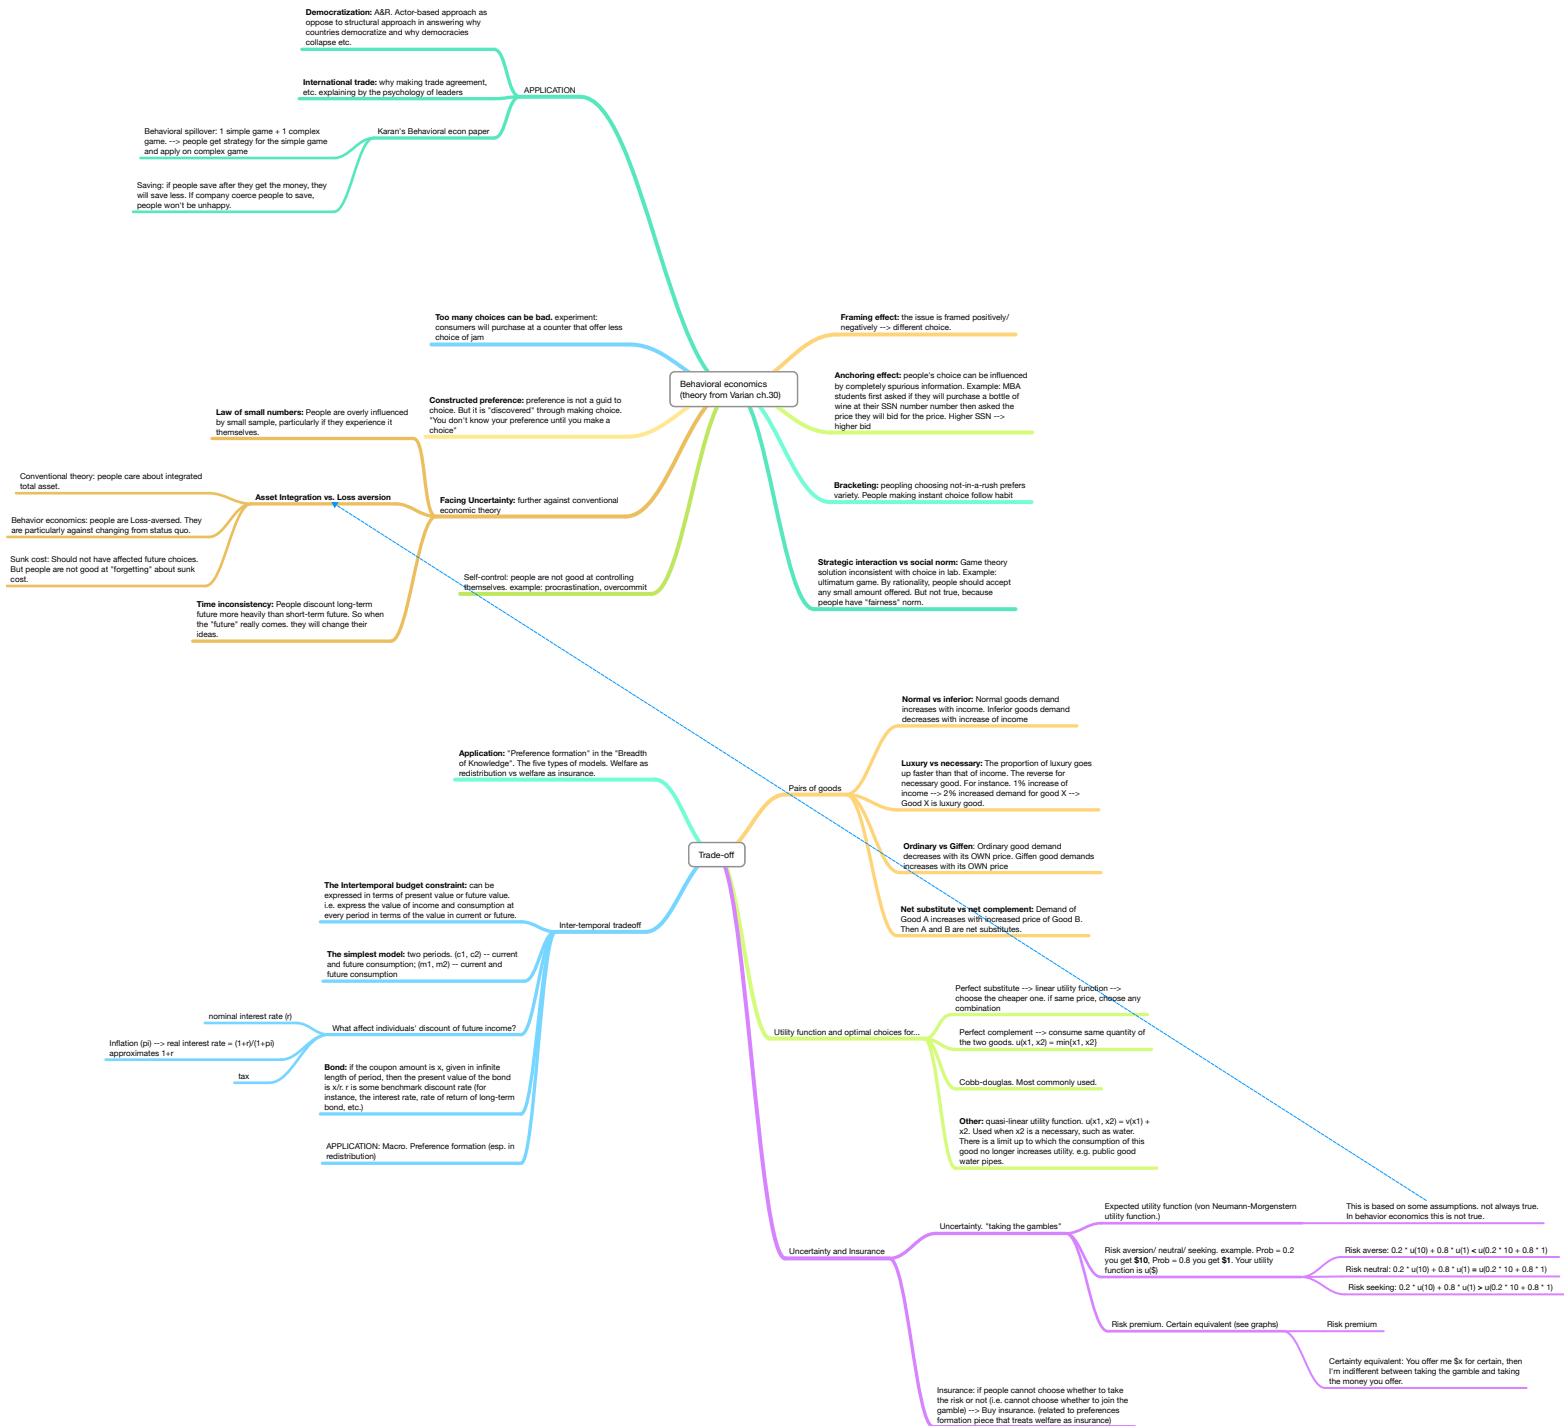 Democratization: A&R. Actor-based approach as
oppose to structural approach in answering why
countries democratize and why democracies
collapse etc.
International trade: why making trade agreement,
etc. explaining by the psychology of leaders
APPLICATION
Karan's Behavioral econ paper
Behavioral spillover: 1 simple game + 1 complex
game. --> people get strategy for the simple game
and apply on complex game
Saving: if people save after they get the money, they
will save less. If company coerce people to save,
people won't be unhappy.
Too many choices can be bad. experiment:
consumers will purchase at a counter that offer less
choice of jam
Behavioral economics
(theory from Varian ch.30)
Constructed preference: preference is not a guid to
choice. But it is "discovered" through making choice.
"You don't know your preference until you make a
choice"
Law of small numbers: People are overly influenced
by small sample, particularly if they experience it
themselves.
Conventional theory: people care about integrated
total asset.
Asset Integration vs. Loss aversion
Behavior economics: people are Loss-aversed. They
are particularly against changing from status quo.
Sunk cost: Should not have affected future choices.
But people are not good at "forgetting" about sunk
cost.
Facing Uncertainty: further against conventional
economic theory
Time inconsistency: People discount long-term
future more heavily than short-term future. So when
the "future" really comes. they will change their
ideas.
Self-control: people are not good at controlling
themselves. example: procrastination, overcommit
Framing effect: the issue is framed positively/
negatively --> different choice.
Anchoring effect: people's choice can be influenced
by completely spurious information. Example: MBA
students first asked if they will purchase a bottle of
wine at their SSN number number then asked the
price they will bid for the price. Higher SSN -->
higher bid
Bracketing: peopling choosing not-in-a-rush prefers
variety. People making instant choice follow habit
Strategic interaction vs social norm: Game theory
solution inconsistent with choice in lab. Example:
ultimatum game. By rationality, people should accept
any small amount offered. But not true, because
people have "fairness" norm.
Application: "Preference formation" in the "Breadth
of Knowledge". The five types of models. Welfare as
redistribution vs welfare as insurance.
Trade-off
Pairs of goods
Normal vs inferior: Normal goods demand
increases with income. Inferior goods demand
decreases with increase of income
Luxury vs necessary: The proportion of luxury goes
up faster than that of income. The reverse for
necessary good. For instance. 1% increase of
income --> 2% increased demand for good X -->
Good X is luxury good.
Ordinary vs Giffen: Ordinary good demand
decreases with its OWN price. Giffen good demands
increases with its OWN price
Net substitute vs net complement: Demand of
Good A increases with increased price of Good B.
Then A and B are net substitutes.
Inter-temporal tradeoff
The Intertemporal budget constraint: can be
expressed in terms of present value or future value.
i.e. express the value of income and consumption at
every period in terms of the value in current or future.
The simplest model: two periods. (c1, c2) -- current
and future consumption; (m1, m2) -- current and
future consumption
What affect individuals' discount of future income?
nominal interest rate (r)
Inflation (pi) --> real interest rate = (1+r)/(1+pi)
approximates 1+r
tax
Bond: if the coupon amount is x, given in infinite
length of period, then the present value of the bond
is x/r. r is some benchmark discount rate (for
instance, the interest rate, rate of return of long-term
bond, etc.)
APPLICATION: Macro. Preference formation (esp. in
redistribution)
Utility function and optimal choices for...
Perfect substitute --> linear utility function -->
choose the cheaper one. if same price, choose any
combination
Perfect complement --> consume same quantity of
the two goods. u(x1, x2) = min{x1, x2}
Cobb-douglas. Most commonly used.
Other: quasi-linear utility function. u(x1, x2) = v(x1) +
x2. Used when x2 is a necessary, such as water.
There is a limit up to which the consumption of this
good no longer increases utility. e.g. public good
water pipes.
Uncertainty and Insurance
Uncertainty. "taking the gambles"
Expected utility function (von Neumann-Morgenstern
utility function.)
This is based on some assumptions. not always true.
In behavior economics this is not true.
Risk aversion/ neutral/ seeking. example. Prob = 0.2
you get $10, Prob = 0.8 you get $1. Your utility
function is u($)
Risk averse: 0.2 * u(10) + 0.8 * u(1) < u(0.2 * 10 + 0.8 * 1)
Risk neutral: 0.2 * u(10) + 0.8 * u(1) = u(0.2 * 10 + 0.8 * 1)
Risk seeking: 0.2 * u(10) + 0.8 * u(1) > u(0.2 * 10 + 0.8 * 1)
Risk premium. Certain equivalent (see graphs)
Risk premium
Certainty equivalent: You offer me $x for certain, then
I'm indifferent between taking the gamble and taking
the money you offer.
Insurance: if people cannot choose whether to take
the risk or not (i.e. cannot choose whether to join the
gamble) --> Buy insurance. (related to preferences
formation piece that treats welfare as insurance)